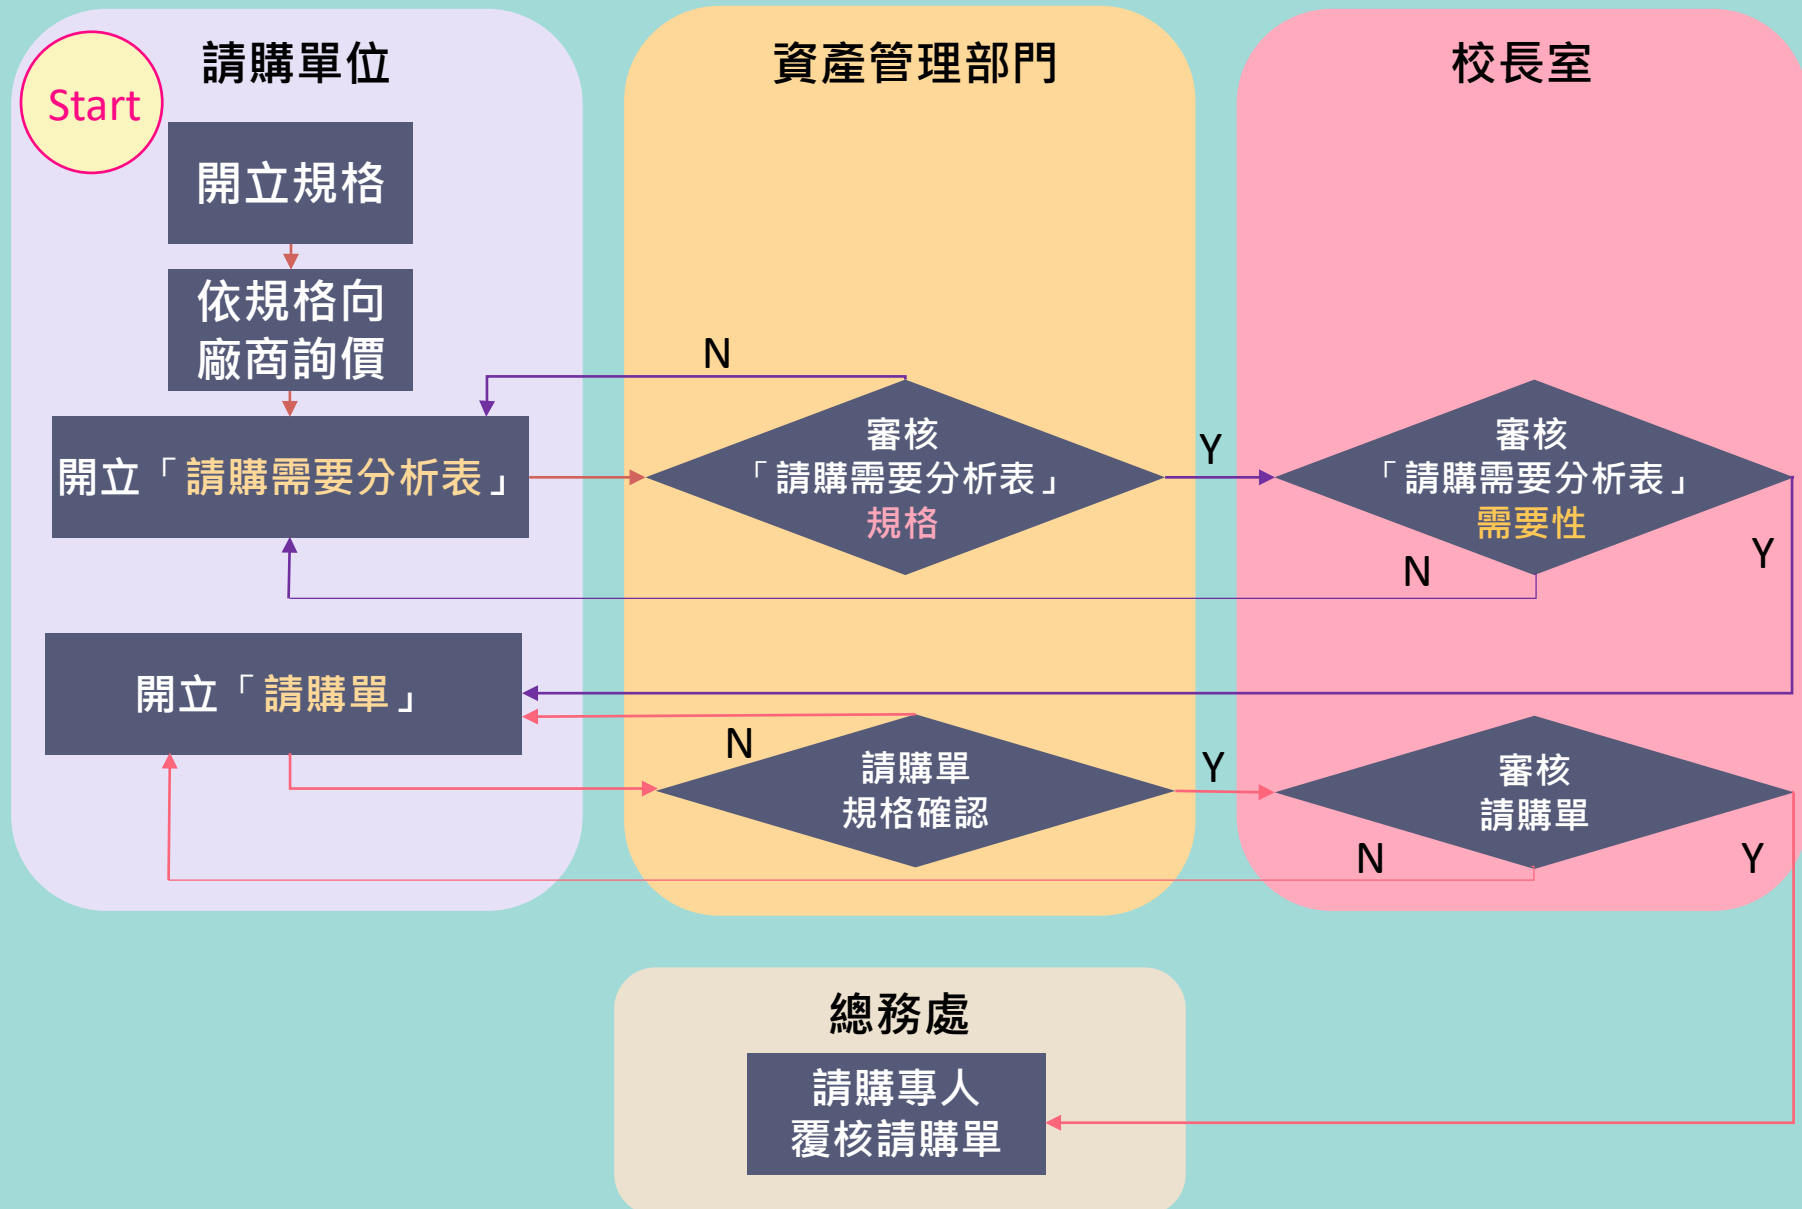 Start
請購單位
開立規格
依規格向
廠商詢價
開立「請購需要分析表」
開立「請購單」
資產管理部門
N
審核
「請購需要分析表」
規格
Y
N
請購單
規格確認
Y
校長室
審核
「請購需要分析表」
需要性
N
Y
審核
請購單
N
Y
總務處
請購專人
覆核請購單